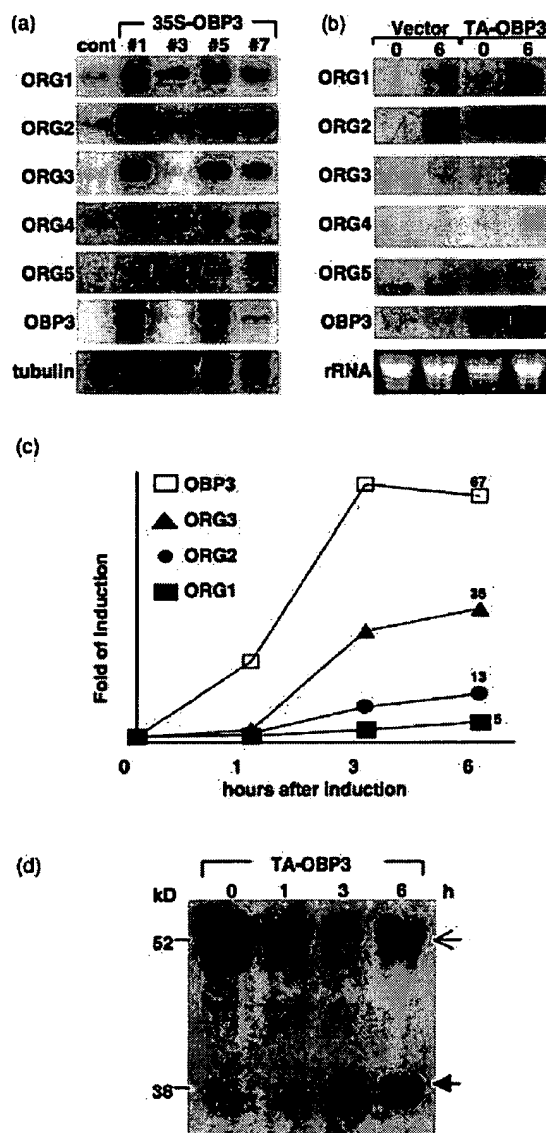 (a)
35S-OBP3
cont #1 #3 #5 #7
ORG1
ORG2
ORG3
ORG4
ORG5
OBP3
tubulin
(b)
Vector TA-OBP3
0 6 0 6
ORG1
ORG2
ORG3
ORG4
ORG5
OBP3
rRNA
(c)
OBP3
ORG3
ORG2
ORG1
67
35
13
5
Fold of Induction
0 1 3 6
hours after induction
(d)
TA-OBP3
kD 0 1 3 6 h
52